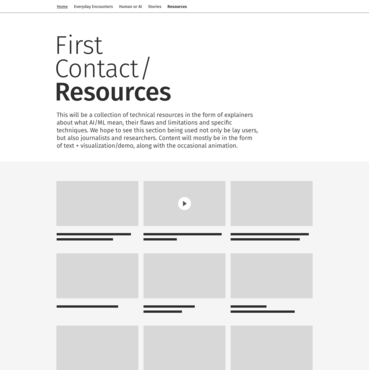 Home Everyday Encounters Human or AI Stories Resources
First
Contact/
Resources
This will be a collection of technical resources in the form of explainers
about what AI/ML mean, their flaws and limitations and specific
techniques. We hope to see this section being used not only be lay users,
but also journalists and researchers. Content will mostly be in the form
of text + visualization/demo, along with the occasional animation.